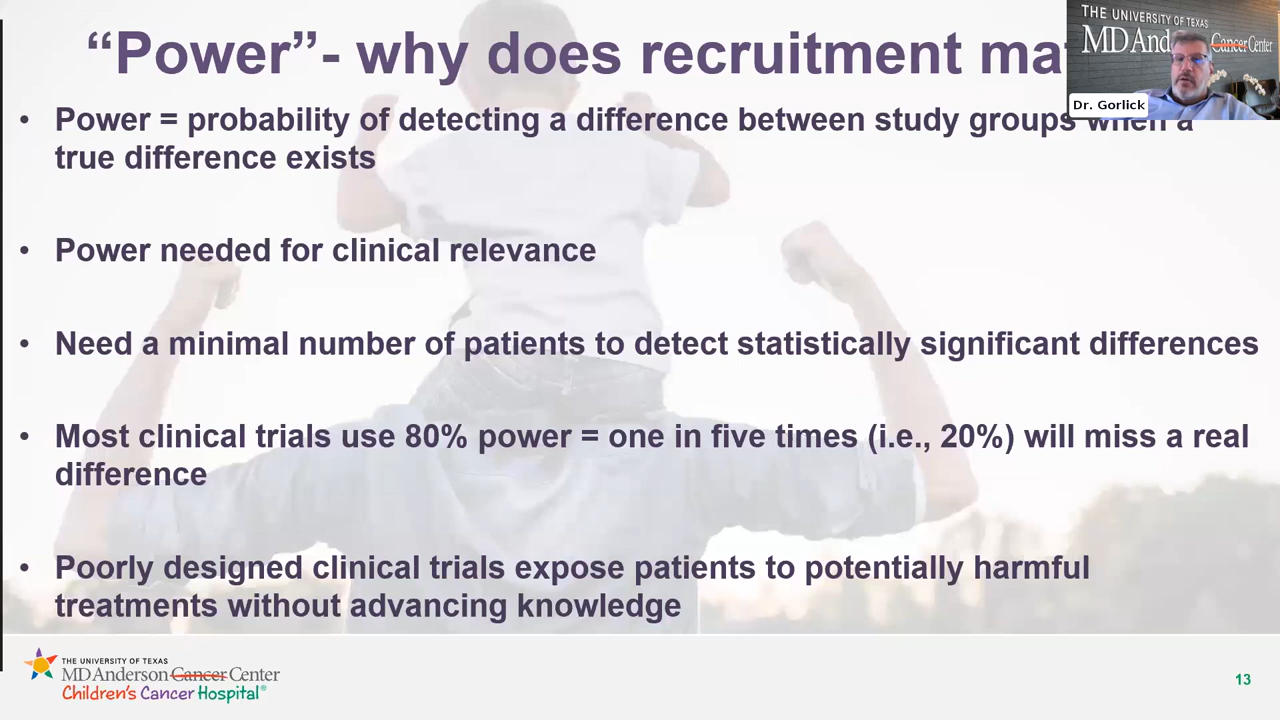 “Power”- why does recruitment
• Power = probability of detecting a difference between study groups when a
true difference exists
• Power needed for clinical relevance
• Need a minimal number of patients to detect statistically significant differences
• Most clinical trials use 80% power = one in five times (i.e., 20%) will miss a real
difference
• Poorly designed clinical trials expose patients to potentially harmful
treatments without advancing knowledge
THE UNIVERSITY OF TEXAS
MD Anderson Cancer Center
Dr. Gorlick
THE UNIVERSITY OF TEXAS
MD Anderson Cancer Center
Children's Cancer Hospital®
13